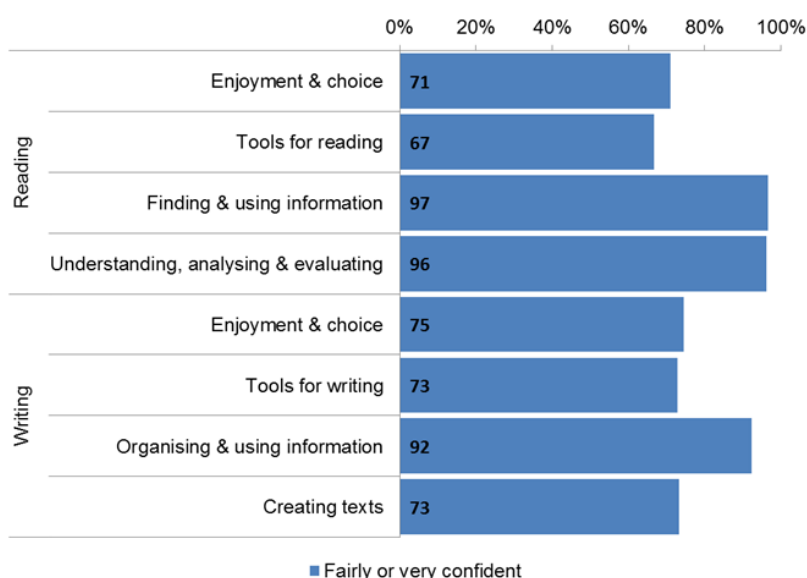 0% 20% 40% 60% 80% 100%
Reading
Enjoyment & choice 71
Tools for reading 67
Finding & using information 97
Understanding, analysing & evaluating 96
Writing
Enjoyment & choice 75
Tools for writing 73
Organising & using information 92
Creating texts 73
Fairly or very confident